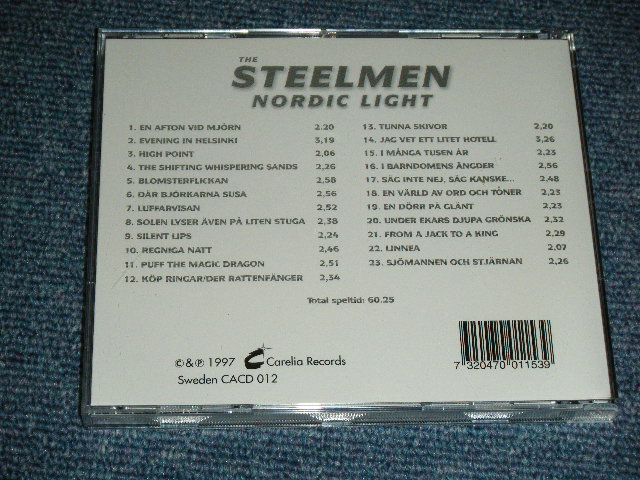 THE
STEELMEN
NORDIC LIGHT
1. EN AFTON VID MJÖRN 2,20
2. EVENING IN HELSINKI 3,19
3. HIGH POINT 2,06
4. THE SHIFTING WHISPERING SANDS 2,26
5. BLOMSTERFLICKAN 2,58
6. DÄR BJÖRKARNA SUSA 2,56
7. LUFFARVISAN 2,52
8. SOLEN LYSER ÄVEN PÅ LITEN STUGA 2,38
9. SILENT LIPS 2,24
10. REGNIGA NATT 2,46
11. PUFF THE MAGIC DRAGON 2,51
12. KÖP RINGAR/DER RATTENFÄNGER 2,34
13. TUNNA SKIVOR 2,20
14. JAG VET ETT LITET HOTELL 3,26
15. I MÅNGA TUSEN ÅR 2,23
16. I BARNDOMENS ÄNGDER 2,56
17. SÄG INTE NEJ, SÄG KANSKE... 2,48
18. EN VÄRLD AV ORD OCH TONER 2,23
19. EN DÖRR PÅ GLÄNT 2,23
20. UNDER EKARS DJUPA GRÖNSKA 2,32
21. FROM A JACK TO A KING 2,29
22. LINNEA 2,07
23. SJÖMANNEN OCH STJÄRNAN 2,26
Total speltid: 60.25
©&℗ 1997 Carelia Records
Sweden CACD 012
7 320470 011539